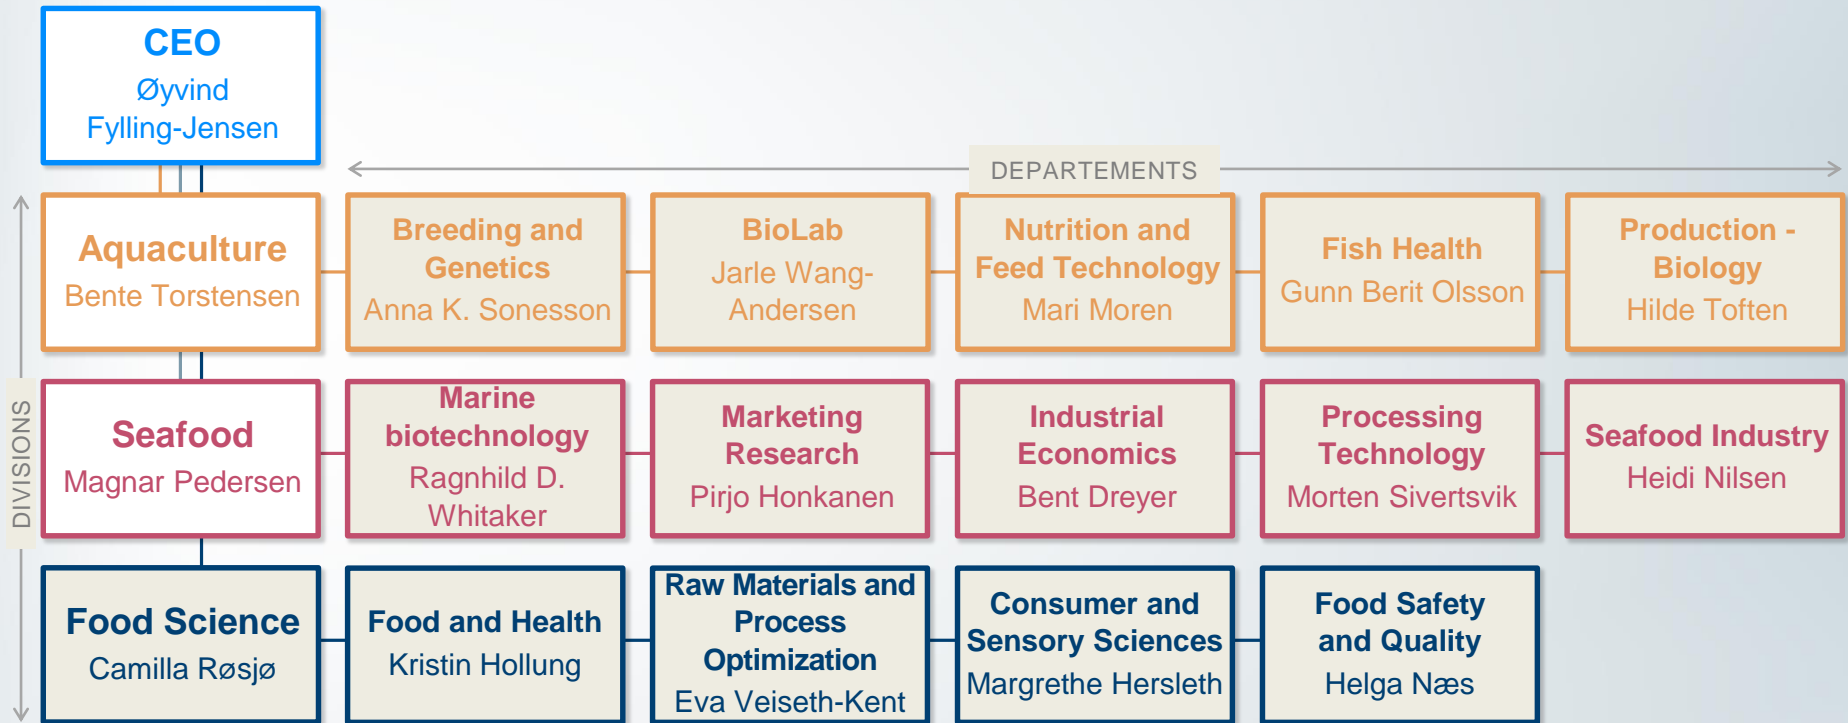 CEO
Øyvind
Fylling-Jensen
DEPARTEMENTS
DIVISIONS
Aquaculture
Bente Torstensen
Breeding and
Genetics
Anna K. Sonesson
BioLab
Jarle Wang-
Andersen
Nutrition and
Feed Technology
Mari Moren
Fish Health
Gunn Berit Olsson
Production -
Biology
Hilde Toften
Seafood
Magnar Pedersen
Marine
biotechnology
Ragnhild D.
Whitaker
Marketing
Research
Pirjo Honkanen
Industrial
Economics
Bent Dreyer
Processing
Technology
Morten Sivertsvik
Seafood Industry
Heidi Nilsen
Food Science
Camilla Røsjø
Food and Health
Kristin Hollung
Raw Materials and
Process
Optimization
Eva Veiseth-Kent
Consumer and
Sensory Sciences
Margrethe Hersleth
Food Safety
and Quality
Helga Næs